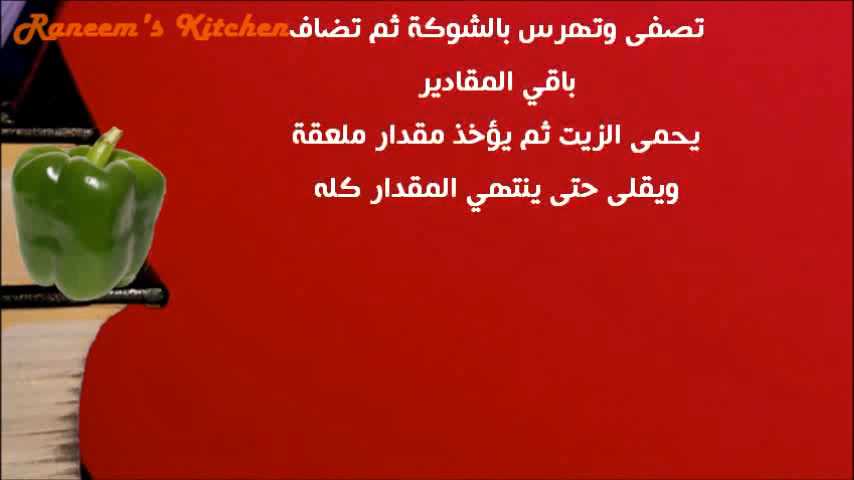 Raneem's Kitchen
تصفى وتهرس بالشوكة ثم تضاف
باقي المقادير
يحمى الزيت ثم يؤخذ مقدار ملعقة
ويقلى حتى ينتهي المقدار كله